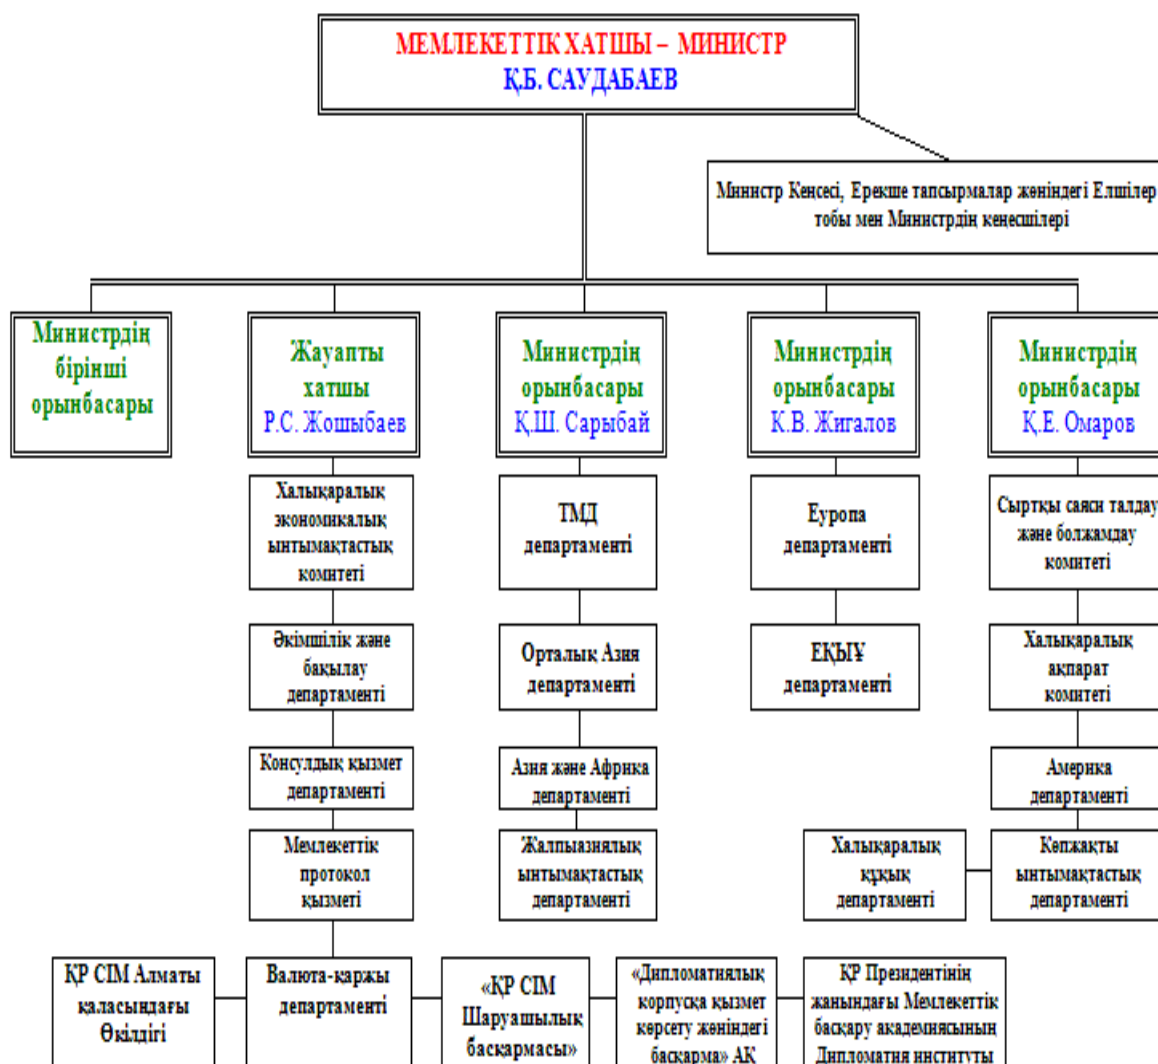 МЕМЛЕКЕТТІК ХАТШЫ – МИНИСТР
Қ.Б. САУДАБАЕВ
Министр Кеңсесі, Ерекше тапсырмалар жөніндегі Елшілер
тобы мен Министрдің кеңесшілері
Министрдің
бірінші
орынбасары
Жауапты
хатшы
Р.С. Жошыбаев
Министрдің
орынбасары
Қ.Ш. Сарыбай
Министрдің
орынбасары
К.В. Жигалов
Министрдің
орынбасары
Қ.Е. Омаров
Халықаралық
экономикалық
ынтымақтастық
комитеті
ТМД
департаменті
Еуропа
департаменті
Сыртқы саяси талдау
және болжамдау
комитеті
Әкімшілік және
бақылау
департаменті
Орталық Азия
департаменті
ЕҚЫҰ
департаменті
Халықаралық
ақпарат
комитеті
Консулдық қызмет
департаменті
Азия және Африка
департаменті
Америка
департаменті
Мемлекеттік
протокол
қызметі
Жалпыазиялық
ынтымақтастық
департаменті
Халықаралық
құқық
департаменті
Көпжақты
ынтымақтастық
департаменті
ҚР СІМ Алматы
қаласындағы
Өкілдігі
Валюта-қаржы
департаменті
«ҚР СІМ
Шаруашылық
басқармасы»
«Дипломатиялық
корпусқа қызмет
көрсету жөніндегі
басқарма» АҚ
ҚР Президентінің
жанындағы Мемлекеттік
басқару академиясының
Дипломатия институты